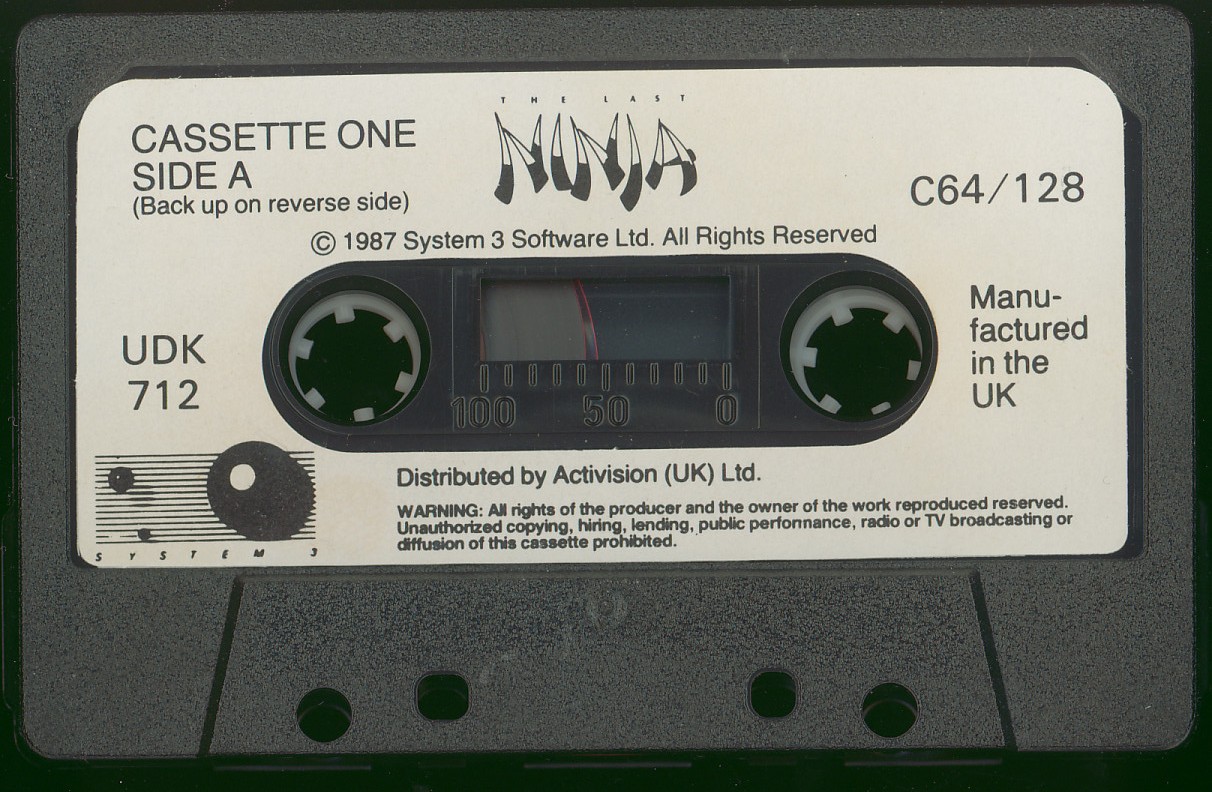 CASSETTE ONE
SIDE A
(Back up on reverse side)
THE LAST
NINJA
C64/128
© 1987 System 3 Software Ltd. All Rights Reserved
UDK
712
Manu-
factured
in the
UK
100 50 0
SYSTEM 3
Distributed by Activision (UK) Ltd.
WARNING: All rights of the producer and the owner of the work reproduced reserved.
Unauthorized copying, hiring, lending, public performance, radio or TV broadcasting or
diffusion of this cassette prohibited.